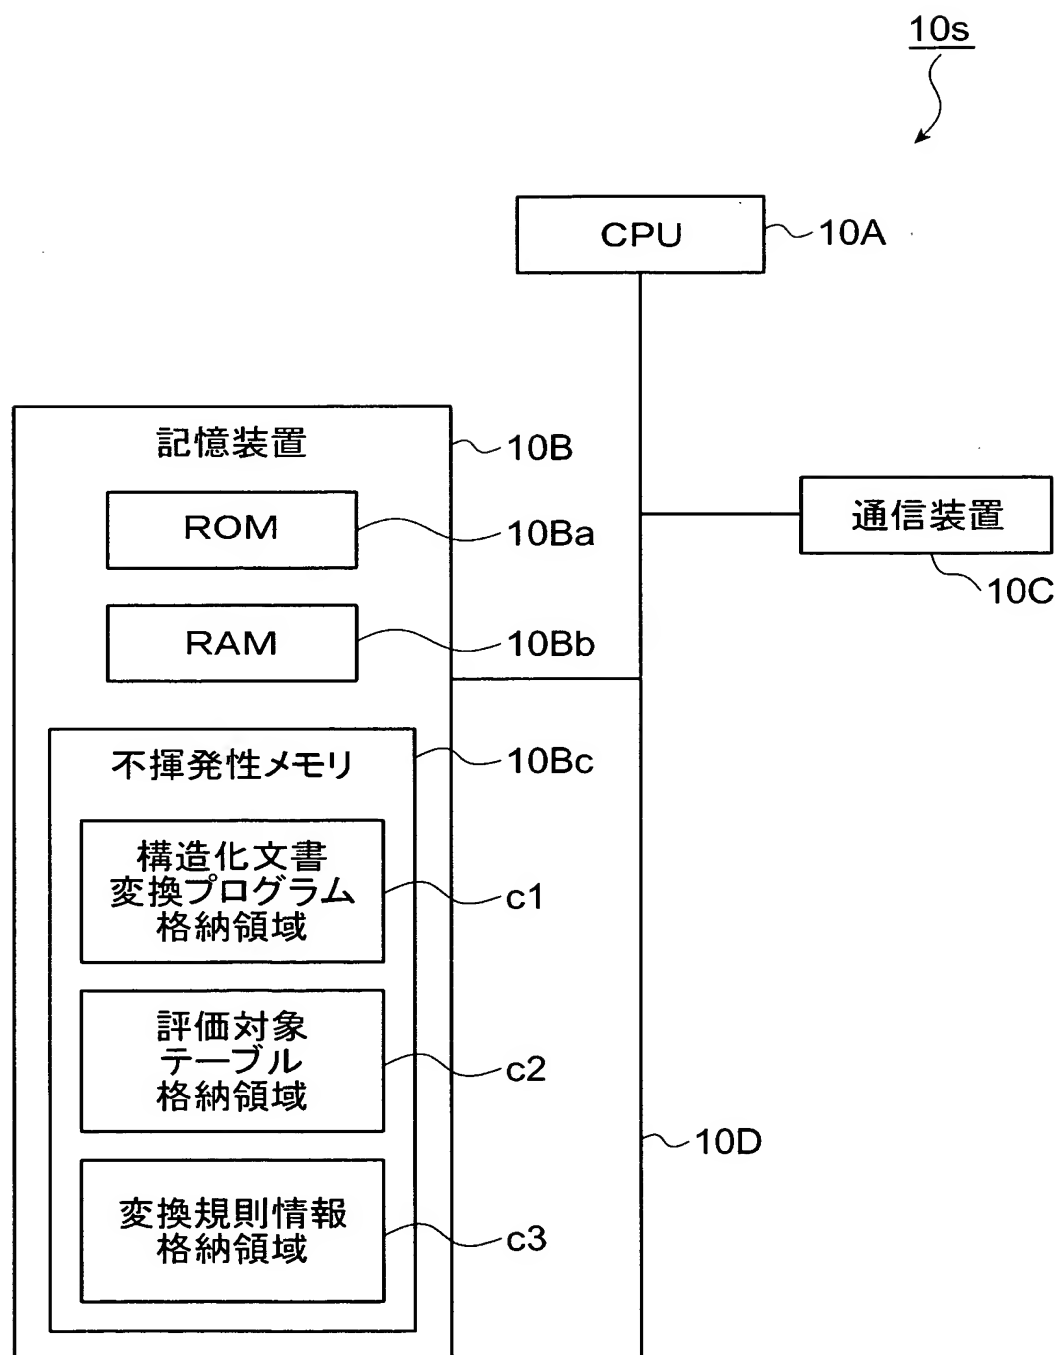 10s
CPU
10A
記憶装置
10B
ROM
10Ba
通信装置
10C
RAM
10Bb
不揮発性メモリ
10Bc
構造化文書
変換プログラム
格納領域
c1
評価対象
テーブル
格納領域
c2
10D
変換規則情報
格納領域
c3